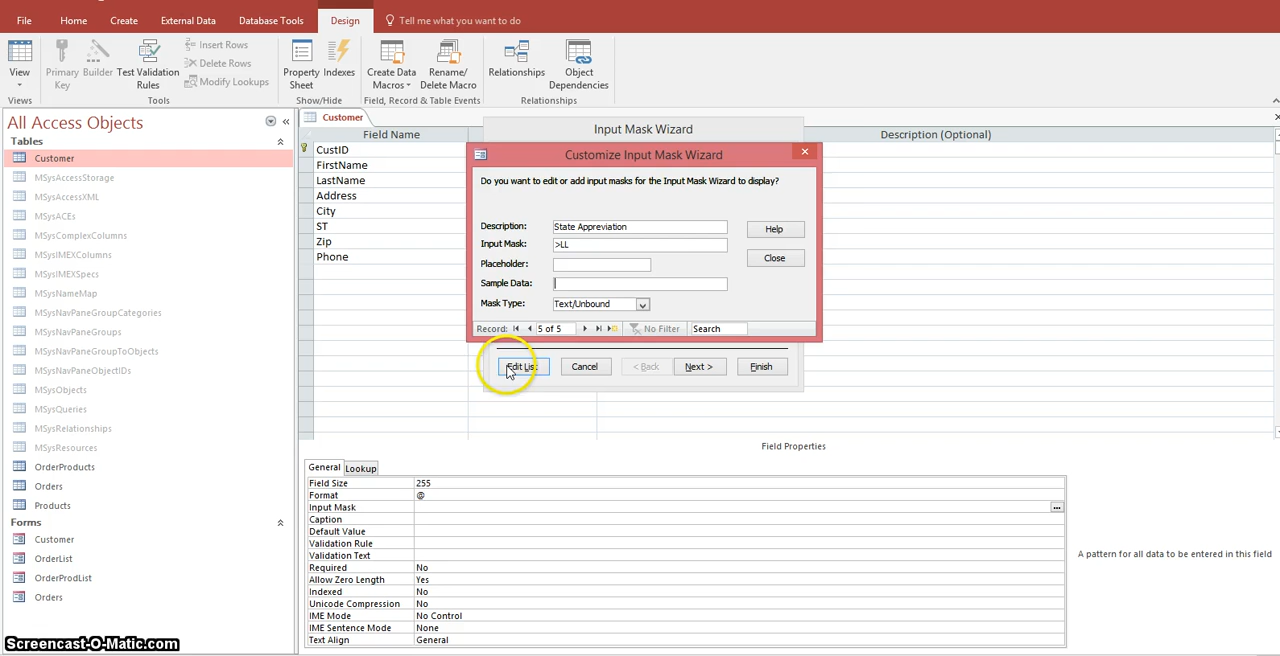 File Home Create External Data Database Tools Design Tell me what you want to do
View
Primary Key
Builder
Test Validation Rules
Insert Rows
Delete Rows
Modify Lookups
Property Sheet
Indexes
Create Data Macros
Rename/ Delete Macro
Relationships
Object Dependencies
Views Tools Show/Hide Field, Record & Table Events Relationships
All Access Objects
Tables
Customer
MSysAccessStorage
MSysAccessXML
MSysACEs
MSysComplexColumns
MSysIMEXColumns
MSysIMEXSpecs
MSysNameMap
MSysNavPaneGroupCategories
MSysNavPaneGroups
MSysNavPaneGroupToObjects
MSysNavPaneObjectIDs
MSysObjects
MSysQueries
MSysRelationships
MSysResources
OrderProducts
Orders
Products
Forms
Customer
OrderList
OrderProdList
Orders
Customer
Field Name Description (Optional)
CustID
FirstName
LastName
Address
City
ST
Zip
Phone
Input Mask Wizard
Customize Input Mask Wizard
Do you want to edit or add input masks for the Input Mask Wizard to display?
Description: State Appreviation Help
Input Mask: >LL
Close
Placeholder:
Sample Data:
Mask Type: Text/Unbound
Record: 5 of 5 No Filter Search
Edit List Cancel < Back Next > Finish
Field Properties
General Lookup
Field Size 255
Format @
Input Mask ...
Caption
Default Value
Validation Rule
Validation Text
Required No
Allow Zero Length Yes
Indexed No
Unicode Compression No
IME Mode No Control
IME Sentence Mode None
Text Align General
A pattern for all data to be entered in this field
Screencast-O-Matic.com